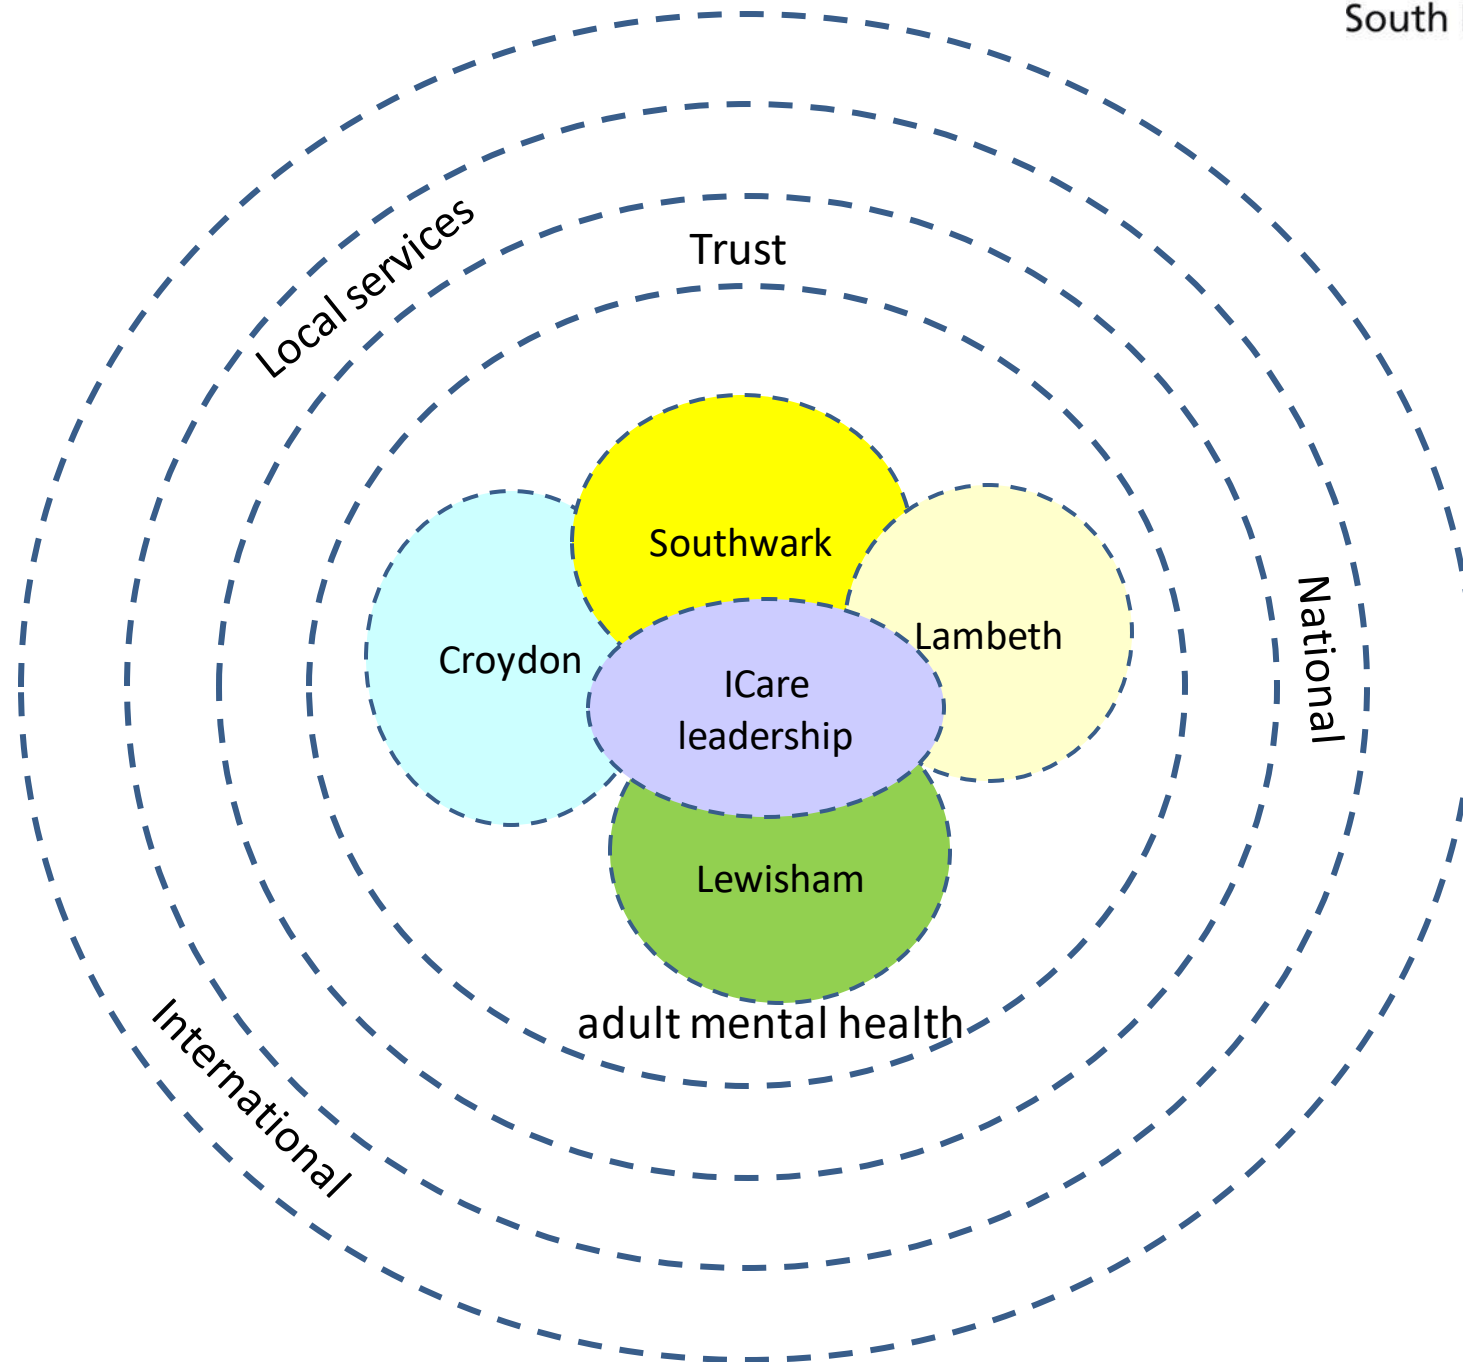 South
Local services
Trust
Southwark
National
Lambeth
Croydon
ICare
leadership
Lewisham
adult mental health
International